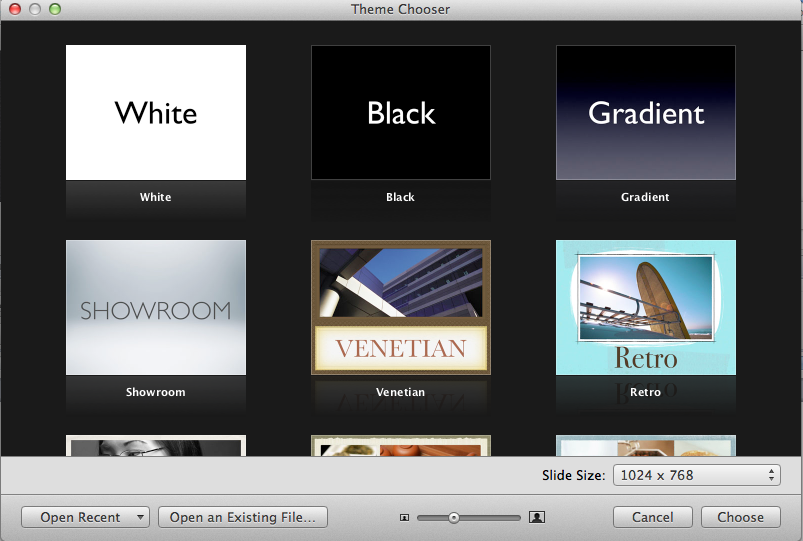 Theme Chooser
White
Black
Gradient
White
Black
Gradient
SHOWROOM
VENETIAN
Retro
Showroom
Venetian
Retro
Slide Size: 1024 x 768
Open Recent
Open an Existing File...
Cancel
Choose